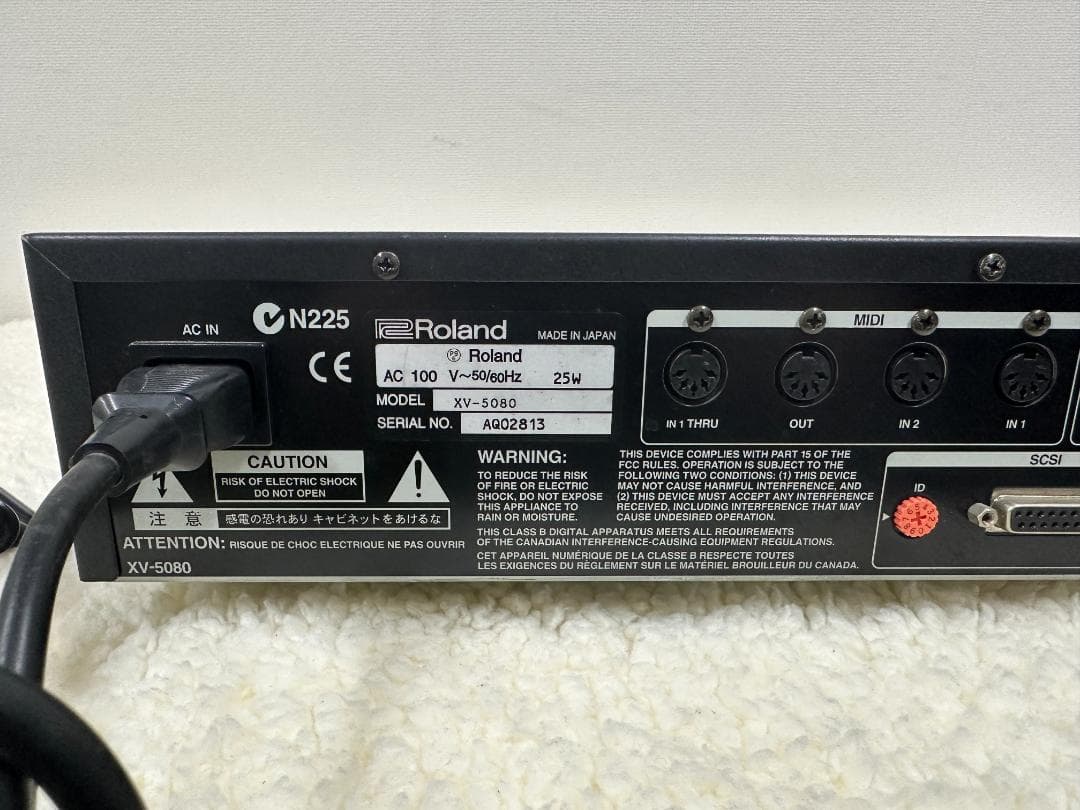 AC IN
N225
CE
Roland
MADE IN JAPAN
PSE Roland
AC 100 V~50/60Hz 25W
MODEL XV-5080
SERIAL NO. AQ02813
MIDI
IN 1 THRU
OUT
IN 2
IN 1
CAUTION
RISK OF ELECTRIC SHOCK
DO NOT OPEN
注 意
感電の恐れあり キャビネットをあけるな
ATTENTION: RISQUE DE CHOC ELECTRIQUE NE PAS OUVRIR
XV-5080
WARNING:
TO REDUCE THE RISK
OF FIRE OR ELECTRIC
SHOCK, DO NOT EXPOSE
THIS APPLIANCE TO
RAIN OR MOISTURE.
THIS DEVICE COMPLIES WITH PART 15 OF THE
FCC RULES. OPERATION IS SUBJECT TO THE
FOLLOWING TWO CONDITIONS: (1) THIS DEVICE
MAY NOT CAUSE HARMFUL INTERFERENCE, AND
(2) THIS DEVICE MUST ACCEPT ANY INTERFERENCE
RECEIVED, INCLUDING INTERFERENCE THAT MAY
CAUSE UNDESIRED OPERATION.
THIS CLASS B DIGITAL APPARATUS MEETS ALL REQUIREMENTS
OF THE CANADIAN INTERFERENCE-CAUSING EQUIPMENT REGULATIONS.
CET APPAREIL NUMÉRIQUE DE LA CLASSE B RESPECTE TOUTES
LES EXIGENCES DU RÈGLEMENT SUR LE MATÉRIEL BROUILLEUR DU CANADA.
SCSI
ID